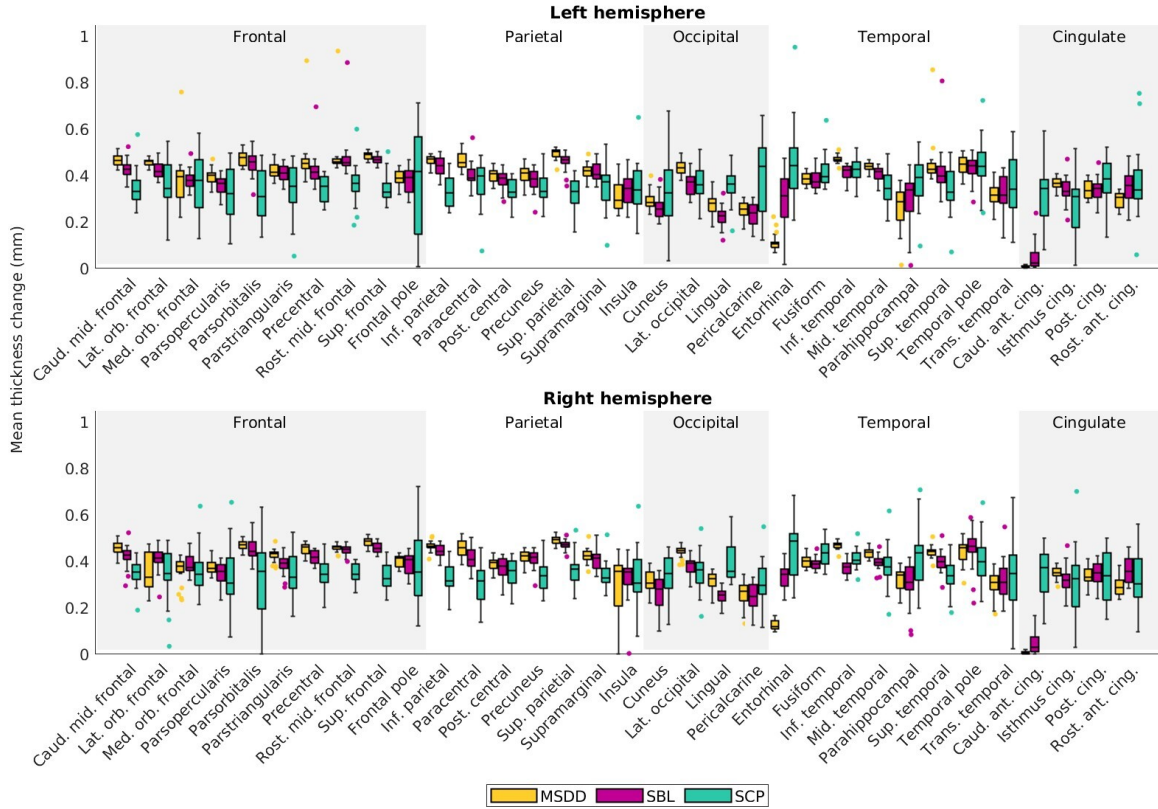 Left hemisphere
Frontal Parietal Occipital Temporal Cingulate
1
0.8
0.6
0.4
0.2
0
Caud. mid. frontal
Lat. orb. frontal
Med. orb. frontal
Parsopercularis
Parsorbitalis
Parstriangularis
Precentral
Rost. mid. frontal
Sup. frontal
Frontal pole
Inf. parietal
Paracentral
Post. central
Precuneus
Sup. parietal
Supramarginal
Insula
Cuneus
Lat. occipital
Lingual
Pericalcarine
Entorhinal
Fusiform
Inf. temporal
Mid. temporal
Parahippocampal
Sup. temporal
Temporal pole
Trans. temporal
Caud. ant. cing.
Isthmus cing.
Post. cing.
Rost. ant. cing.
Mean thickness change (mm)
Right hemisphere
Frontal Parietal Occipital Temporal Cingulate
1
0.8
0.6
0.4
0.2
0
Caud. mid. frontal
Lat. orb. frontal
Med. orb. frontal
Parsopercularis
Parsorbitalis
Parstriangularis
Precentral
Rost. mid. frontal
Sup. frontal
Frontal pole
Inf. parietal
Paracentral
Post. central
Precuneus
Sup. parietal
Supramarginal
Insula
Cuneus
Lat. occipital
Lingual
Pericalcarine
Entorhinal
Fusiform
Inf. temporal
Mid. temporal
Parahippocampal
Sup. temporal
Temporal pole
Trans. temporal
Caud. ant. cing.
Isthmus cing.
Post. cing.
Rost. ant. cing.
MSDD SBL SCP